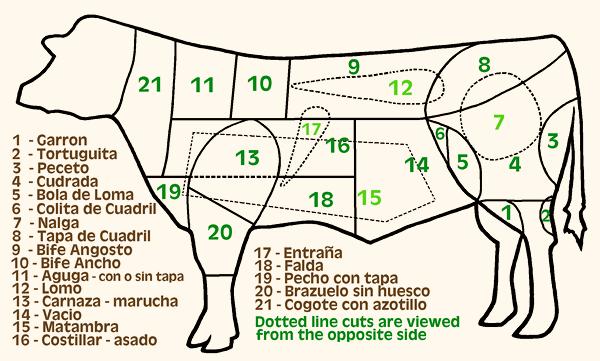 21
11
10
9
12
8
7
17
16
13
14
6
5
4
3
19
18
15
20
1
2
1 - Garron
2 - Tortuguita
3 - Peceto
4 - Cudrada
5 - Bola de Loma
6 - Colita de Cuadril
7 - Nalga
8 - Tapa de Cuadril
9 - Bife Angosto
10 - Bife Ancho
11 - Aguga - con o sin tapa
12 - Lomo
13 - Carnaza - marucha
14 - Vacio
15 - Matambra
16 - Costillar - asado
17 - Entraña
18 - Falda
19 - Pecho con tapa
20 - Brazuelo sin huesco
21 - Cogote con azotillo
Dotted line cuts are viewed
from the opposite side